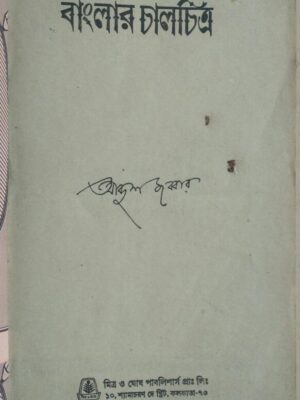 বাংলার চালচিত্র
আব্দুল জব্বার
মিত্র ও ঘোষ পাবলিশার্স প্রাঃ লিঃ
১০, শ্যামাচরণ দে স্ট্রিট, কলকাতা-৭৩